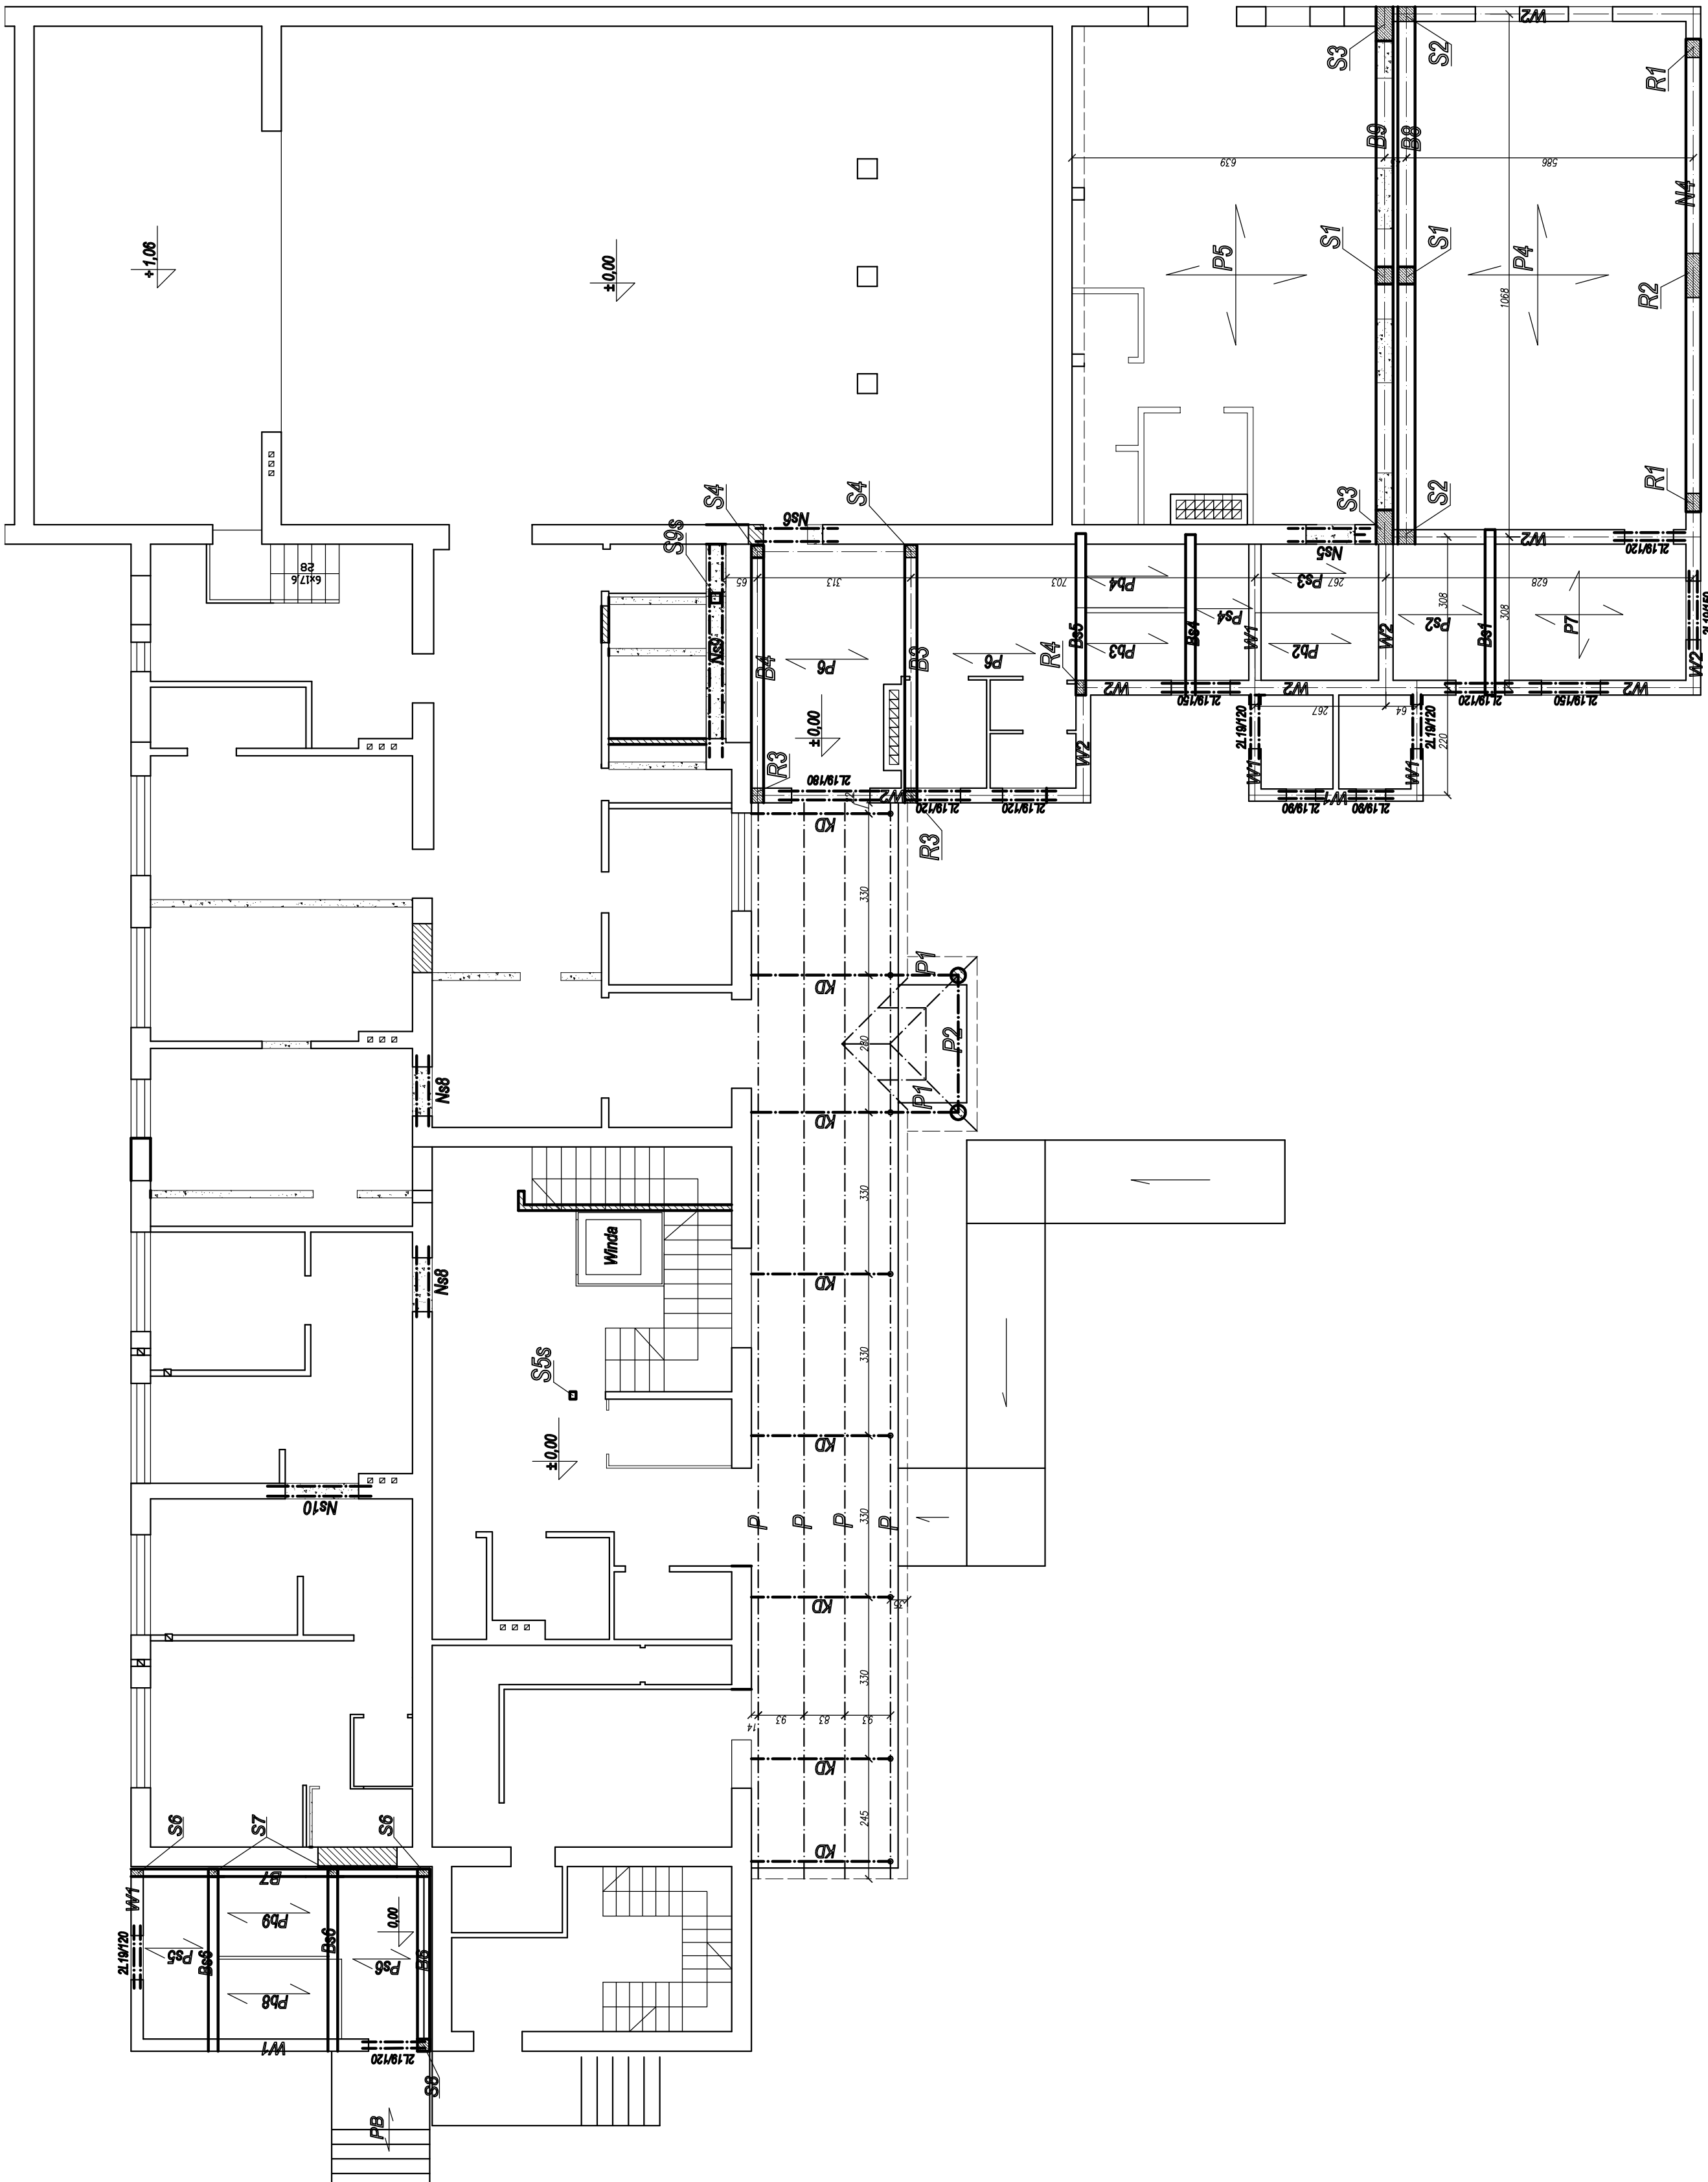 W2
S3
S2
R1
+1,06
B9
B8
639
586
N4
±0,00
P5
S1
S1
P4
1068
R2
S4
S4
S3
S2
R1
Ns6
S9s
Ns5
W2
2L19/120
6x17,6
28
65
313
703
267
628
Pb4
Ps3
Ps4
308
308
Ps2
P7
2L19/150
Ns9
B4
P6
B3
P6
R4
Bs5
Pb3
Bs4
W1
Pb2
W2
Bs1
W2
W2
W2
W2
2L19/150
2L19/120
2L19/150
±0,00
R3
2L19/180
W2
2L19/120
2L19/120
W2
2L19/120
W1
267
64
2L19/120
W1
220
2L19/90
W1
2L19/90
KD
R3
330
KD
P1
280
P2
P1
KD
Ns8
330
Winda
Ns8
KD
330
S5s
KD
±0,00
Ns10
P
P
P
P
330
KD
35
330
14
93
83
93
KD
245
KD
S6
S7
S6
B7
W1
2L19/120
Ps5
Bs6
Pb9
Bs6
0,00
Ps6
B6
Pb8
W1
2L19/120
S8
PB